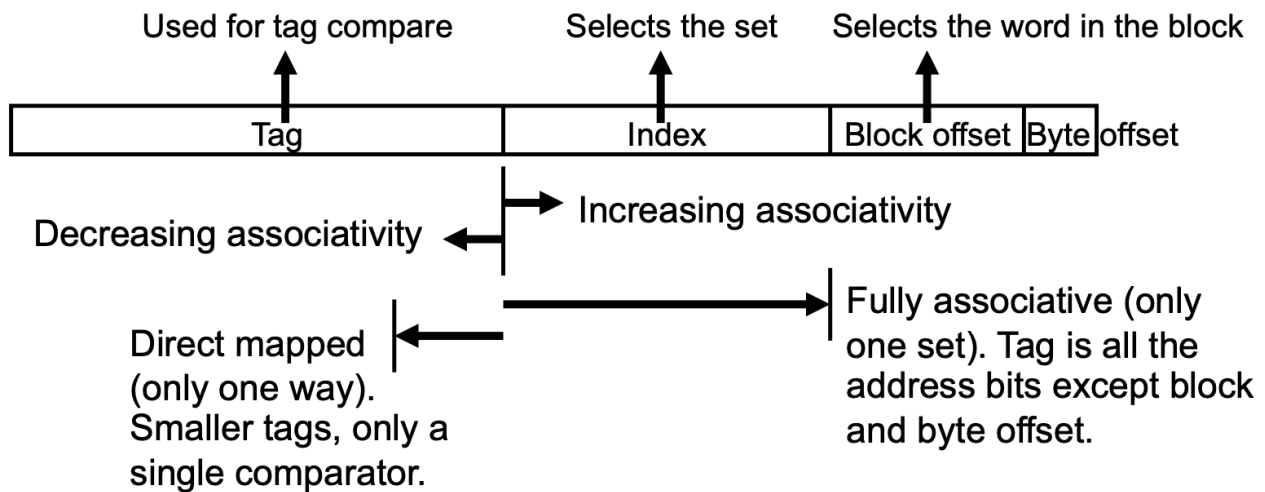 Used for tag compare
Selects the set
Selects the word in the block
Tag
Index
Block offset
Byte offset
Increasing associativity
Decreasing associativity
Fully associative (only
one set). Tag is all the
address bits except block
and byte offset.
Direct mapped
(only one way).
Smaller tags, only a
single comparator.